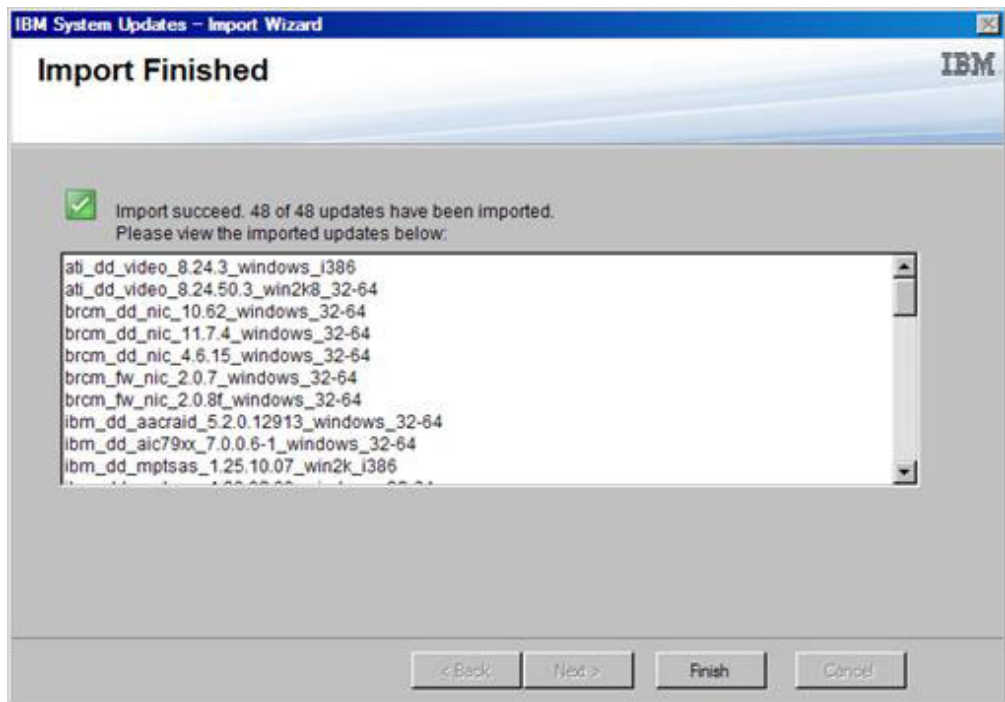 IBM System Updates – Import Wizard
Import Finished
IBM
Import succeed. 48 of 48 updates have been imported.
Please view the imported updates below:
ati_dd_video_8.24.3_windows_i386
ati_dd_video_8.24.50.3_win2k8_32-64
brcm_dd_nic_10.62_windows_32-64
brcm_dd_nic_11.7.4_windows_32-64
brcm_dd_nic_4.6.15_windows_32-64
brcm_fw_nic_2.0.7_windows_32-64
brcm_fw_nic_2.0.8f_windows_32-64
ibm_dd_aacraid_5.2.0.12913_windows_32-64
ibm_dd_aic79xx_7.0.0.6-1_windows_32-64
ibm_dd_mptsas_1.25.10.07_win2k_i386
< Back
Next >
Finish
Cancel